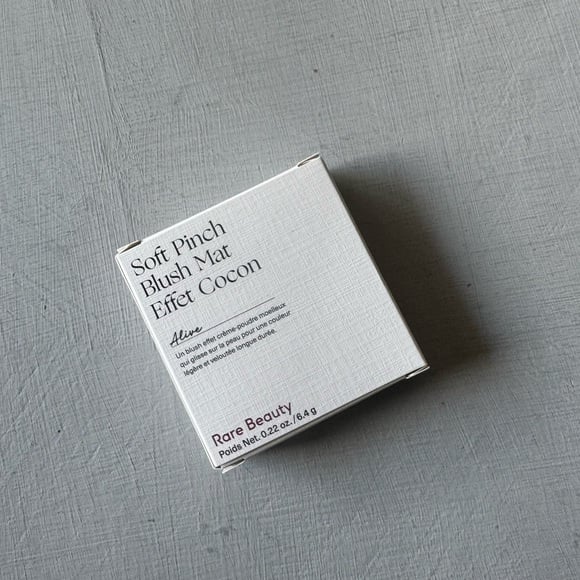 Soft Pinch
Blush Mat
Effet Cocon
Alive
Un blush effet crème-poudre moelleux
qui glisse sur la peau pour une couleur
légère et veloutée longue durée.
Rare Beauty
Poids Net. 0.22 oz./6.4 g